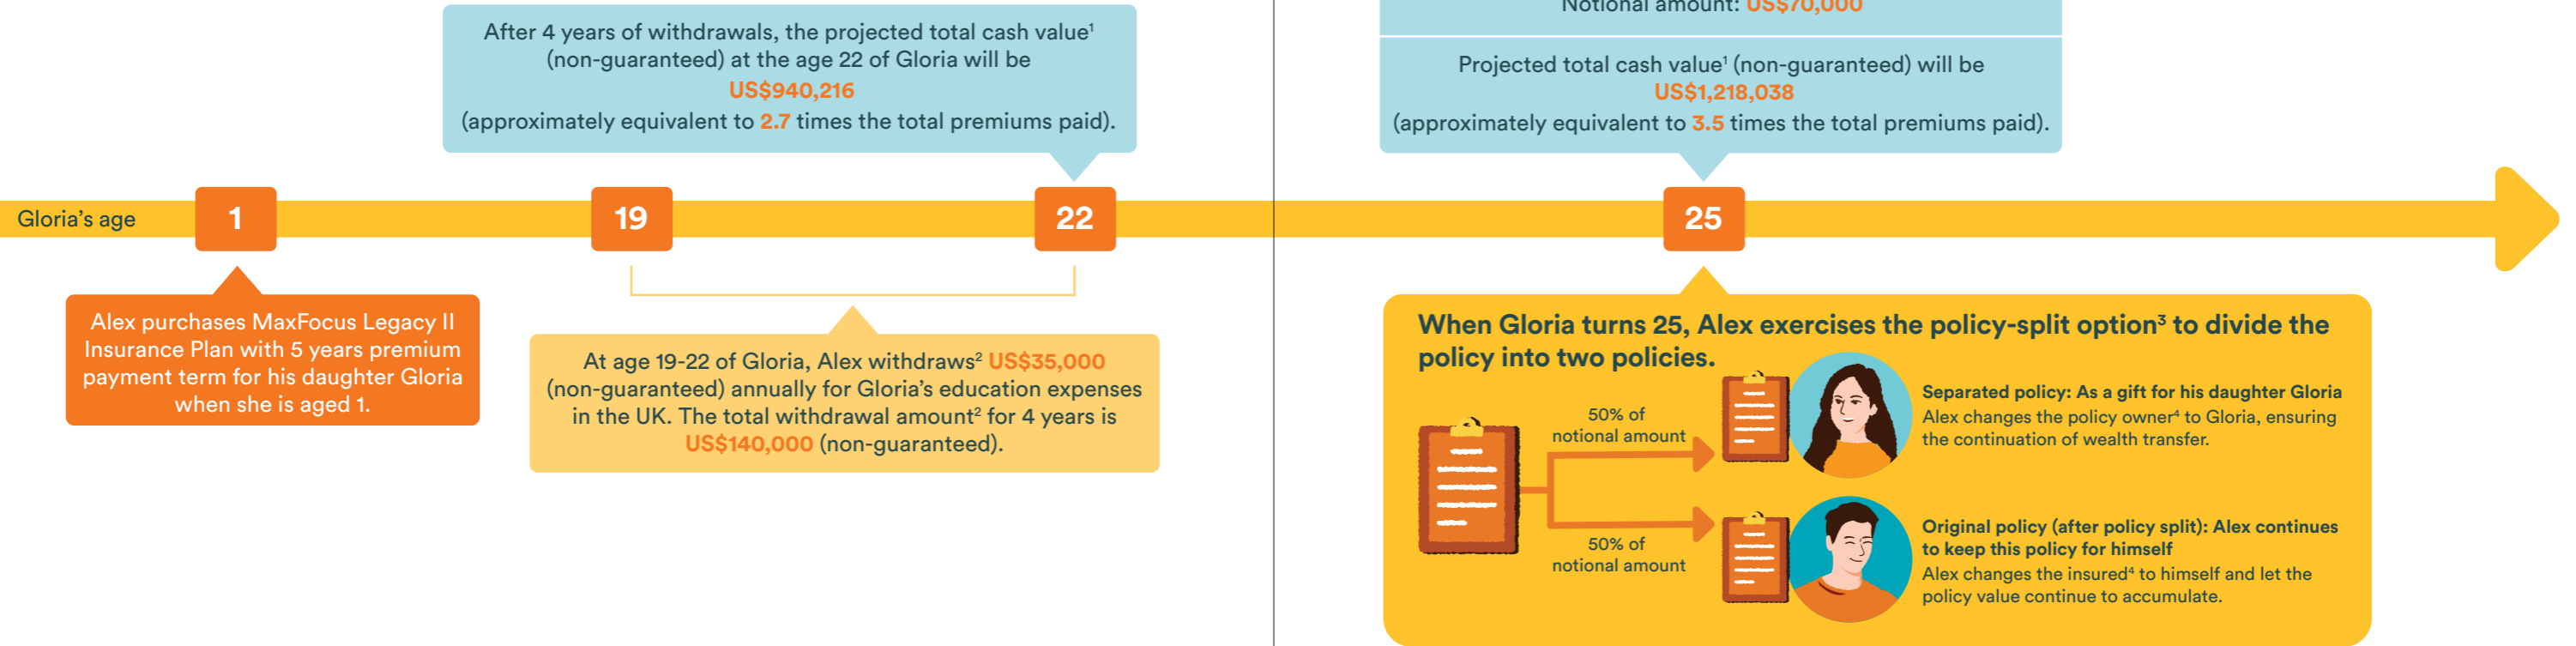 After 4 years of withdrawals, the projected total cash value¹
(non-guaranteed) at the age 22 of Gloria will be
US$940,216
(approximately equivalent to 2.7 times the total premiums paid).
Notional amount: US$70,000
Projected total cash value¹ (non-guaranteed) will be
US$1,218,038
(approximately equivalent to 3.5 times the total premiums paid).
Gloria’s age
1
19
22
25
Alex purchases MaxFocus Legacy II
Insurance Plan with 5 years premium
payment term for his daughter Gloria
when she is aged 1.
At age 19-22 of Gloria, Alex withdraws² US$35,000
(non-guaranteed) annually for Gloria’s education expenses
in the UK. The total withdrawal amount² for 4 years is
US$140,000 (non-guaranteed).
When Gloria turns 25, Alex exercises the policy-split option³ to divide the
policy into two policies.
50% of
notional amount
Separated policy: As a gift for his daughter Gloria
Alex changes the policy owner⁴ to Gloria, ensuring
the continuation of wealth transfer.
50% of
notional amount
Original policy (after policy split): Alex continues
to keep this policy for himself
Alex changes the insured⁴ to himself and let the
policy value continue to accumulate.